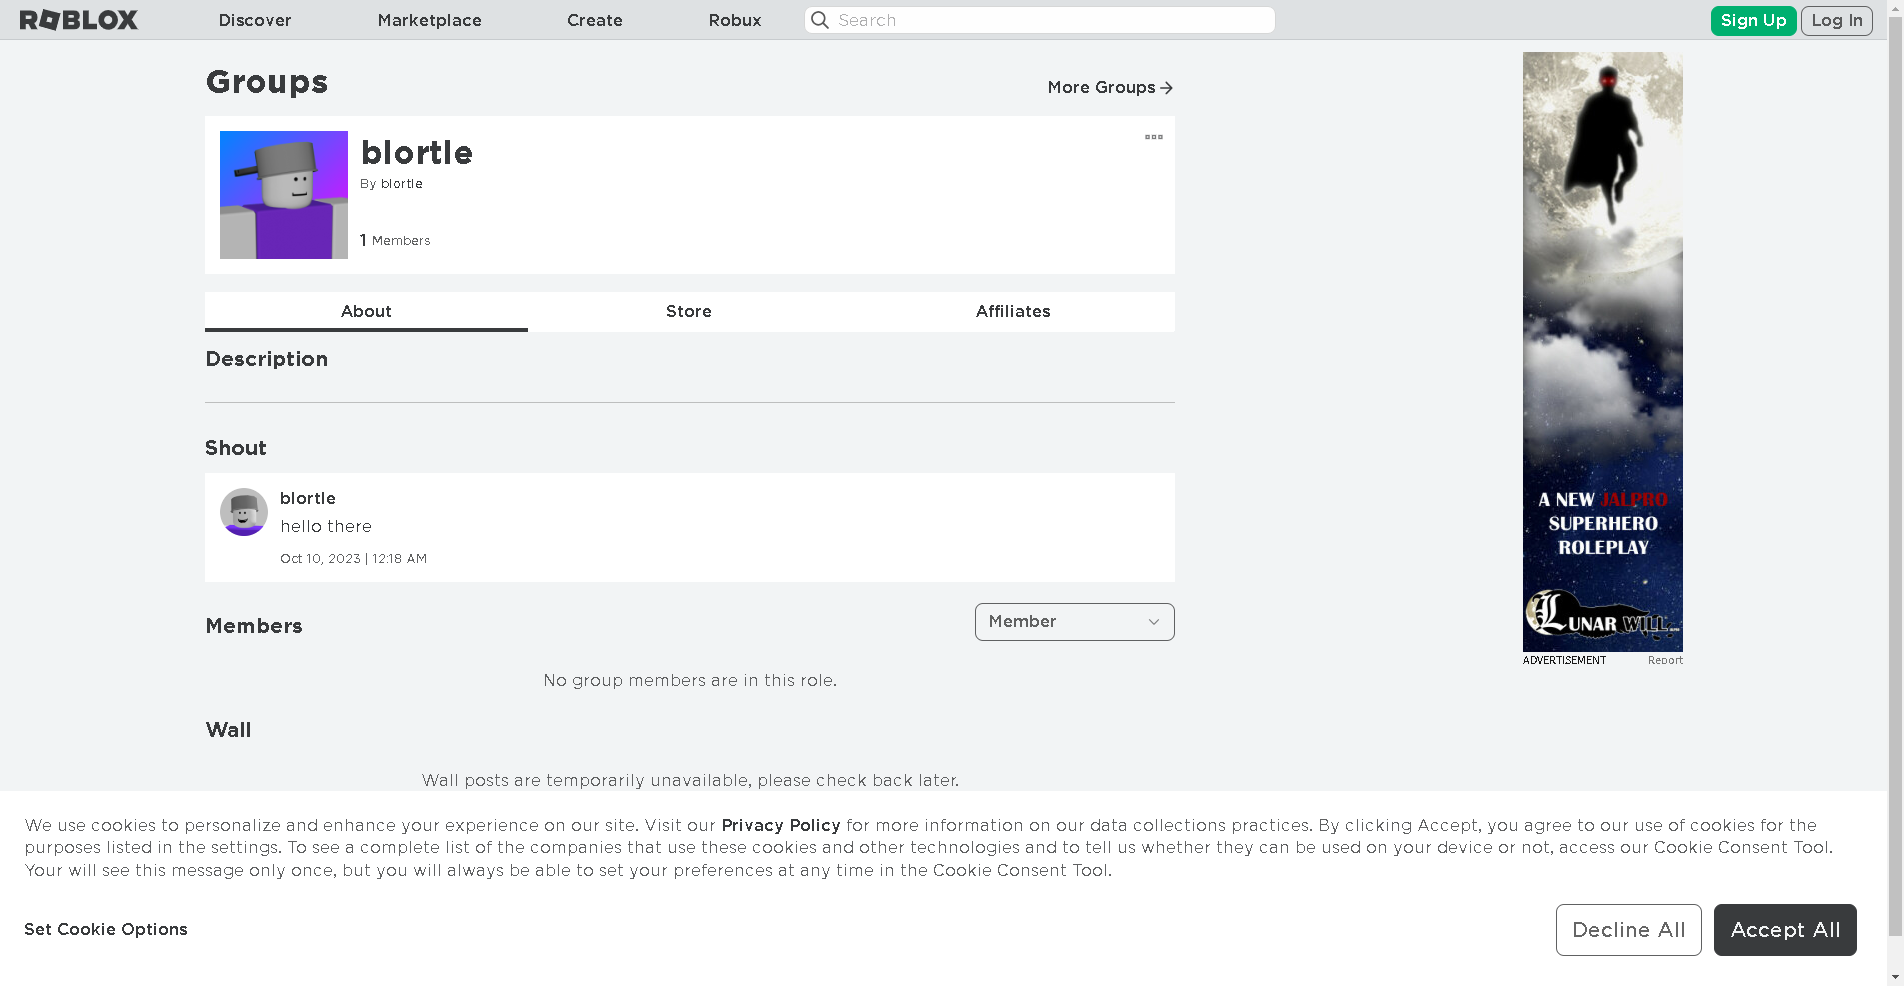 ROBLOX Discover Marketplace Create Robux Search Sign Up Log In
Groups
More Groups
blortle
By blortle
1 Members
About Store Affiliates
Description
Shout
blortle
hello there
Oct 10, 2023 | 12:18 AM
Members
Member
No group members are in this role.
Wall
Wall posts are temporarily unavailable, please check back later.
A NEW JAILPRO
SUPERHERO
ROLEPLAY
LUNAR WILL
ADVERTISEMENT Report
We use cookies to personalize and enhance your experience on our site. Visit our Privacy Policy for more information on our data collections practices. By clicking Accept, you agree to our use of cookies for the
purposes listed in the settings. To see a complete list of the companies that use these cookies and other technologies and to tell us whether they can be used on your device or not, access our Cookie Consent Tool.
Your will see this message only once, but you will always be able to set your preferences at any time in the Cookie Consent Tool.
Set Cookie Options
Decline All Accept All